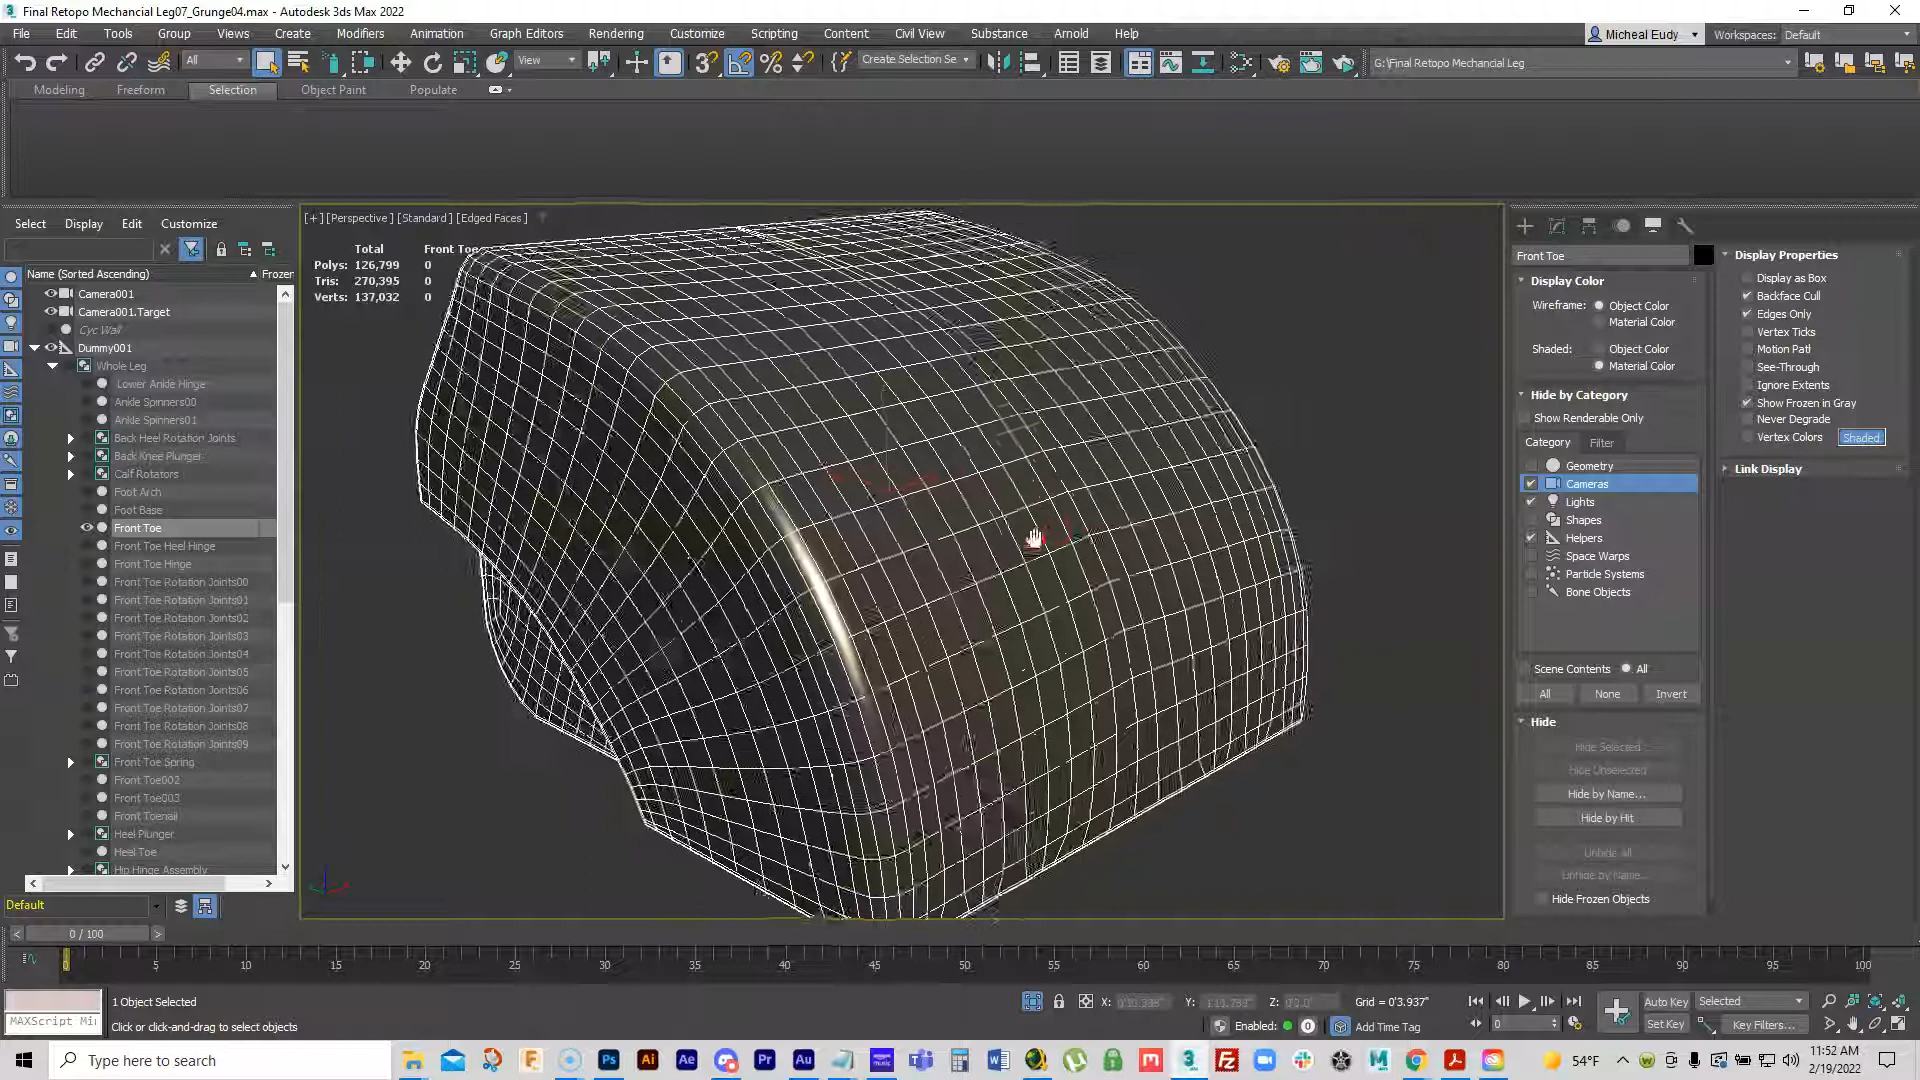 Final Retopo Mechancial Leg07_Grunge04.max - Autodesk 3ds Max 2022
File Edit Tools Group Views Create Modifiers Animation Graph Editors Rendering Customize Scripting Content Civil View Substance Arnold Help
Micheal Eudy
Workspaces: Default
All
View
Create Selection Se
G:\Final Retopo Mechancial Leg
Modeling Freeform Selection Object Paint Populate
Select Display Edit Customize
Name (Sorted Ascending) Frozen
Camera001
Camera001.Target
Cyc Wall
Dummy001
Whole Leg
Lower Ankle Hinge
Ankle Spinners00
Ankle Spinners01
Back Heel Rotation Joints
Back Knee Plunger
Calf Rotators
Foot Arch
Foot Base
Front Toe
Front Toe Heel Hinge
Front Toe Hinge
Front Toe Rotation Joints00
Front Toe Rotation Joints01
Front Toe Rotation Joints02
Front Toe Rotation Joints03
Front Toe Rotation Joints04
Front Toe Rotation Joints05
Front Toe Rotation Joints06
Front Toe Rotation Joints07
Front Toe Rotation Joints08
Front Toe Rotation Joints09
Front Toe Spring
Front Toe002
Front Toe003
Front Toenail
Heel Plunger
Heel Toe
Hip Hinge Assembly
Default
[+] [Perspective] [Standard] [Edged Faces]
Total Front Toe
Polys: 126,799 0
Tris: 270,395 0
Verts: 137,032 0
Front Toe
Display Color
Wireframe: Object Color
Material Color
Shaded: Object Color
Material Color
Hide by Category
Show Renderable Only
Category Filter
Geometry
Cameras
Lights
Shapes
Helpers
Space Warps
Particle Systems
Bone Objects
Scene Contents All
All None Invert
Hide
Hide Selected
Hide Unselected
Hide by Name...
Hide by Hit
Unhide All
Unhide by Name...
Hide Frozen Objects
Display Properties
Display as Box
Backface Cull
Edges Only
Vertex Ticks
Motion Path
See-Through
Ignore Extents
Show Frozen in Gray
Never Degrade
Vertex Colors Shaded
Link Display
< 0 / 100 >
0 5 10 15 20 25 30 35 40 45 50 55 60 65 70 75 80 85 90 95 100
1 Object Selected
Click or click-and-drag to select objects
MAXScript Mi
X: Y: Z: Grid = 0'3.937"
Enabled: 0 Add Time Tag
0
Auto Key Selected
Set Key Key Filters...
Type here to search
54°F
11:52 AM
2/19/2022